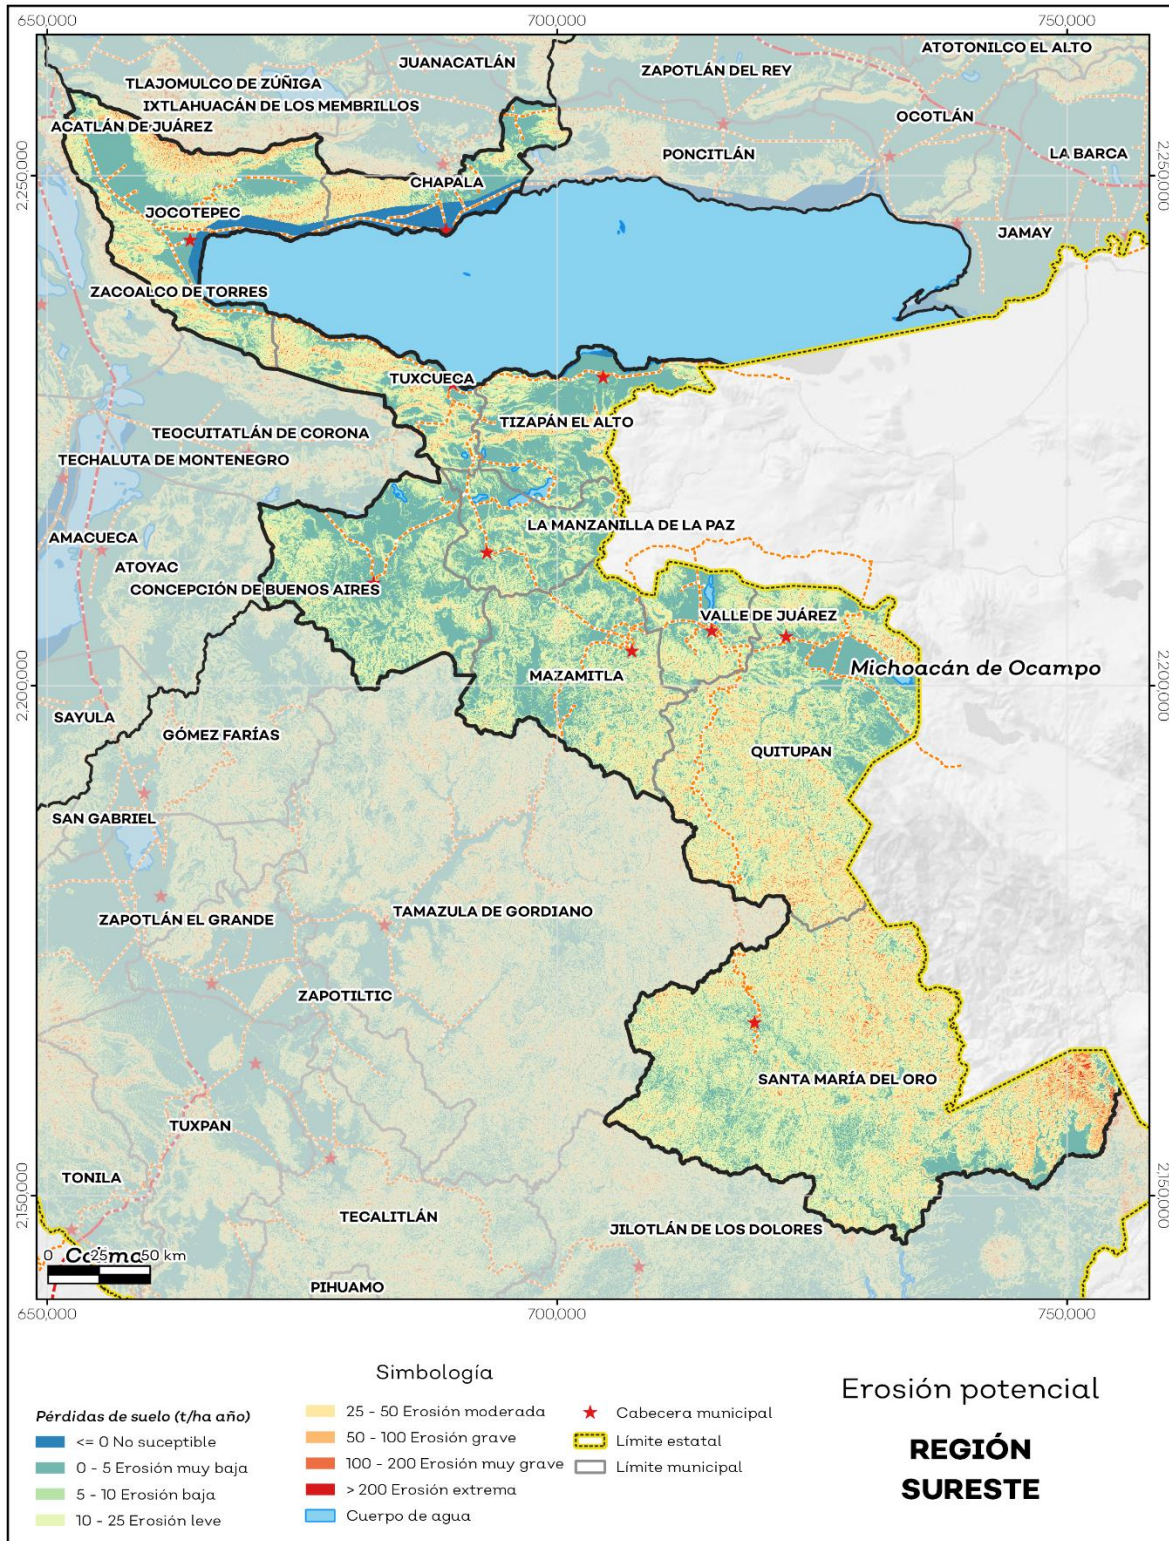 650,000
700,000
750,000
ATOTONILCO EL ALTO
JUANACATLÁN
ZAPOTLÁN DEL REY
TLAJOMULCO DE ZÚÑIGA
IXTLAHUACÁN DE LOS MEMBRILLOS
OCOTLÁN
ACATLÁN DE JUÁREZ
PONCITLÁN
LA BARCA
2,250,000
2,250,000
CHAPALA
JOCOTEPEC
JAMAY
ZACOALCO DE TORRES
TUXCUECA
TIZAPÁN EL ALTO
TEOCUITATLÁN DE CORONA
TECHALUTA DE MONTENEGRO
LA MANZANILLA DE LA PAZ
AMACUECA
ATOYAC
CONCEPCIÓN DE BUENOS AIRES
VALLE DE JUÁREZ
MAZAMITLA
Michoacán de Ocampo
2,200,000
2,200,000
SAYULA
GÓMEZ FARÍAS
QUITUPAN
SAN GABRIEL
ZAPOTLÁN EL GRANDE
TAMAZULA DE GORDIANO
ZAPOTILTIC
SANTA MARÍA DEL ORO
TUXPAN
TONILA
2,150,000
2,150,000
TECALITLÁN
JILOTLÁN DE LOS DOLORES
Colima
0 25 50 km
PIHUAMO
650,000
700,000
750,000
Simbología
Pérdidas de suelo (t/ha año)
<= 0 No suceptible
0 - 5 Erosión muy baja
5 - 10 Erosión baja
10 - 25 Erosión leve
25 - 50 Erosión moderada
50 - 100 Erosión grave
100 - 200 Erosión muy grave
> 200 Erosión extrema
Cuerpo de agua
Cabecera municipal
Límite estatal
Límite municipal
Erosión potencial
REGIÓN
SURESTE